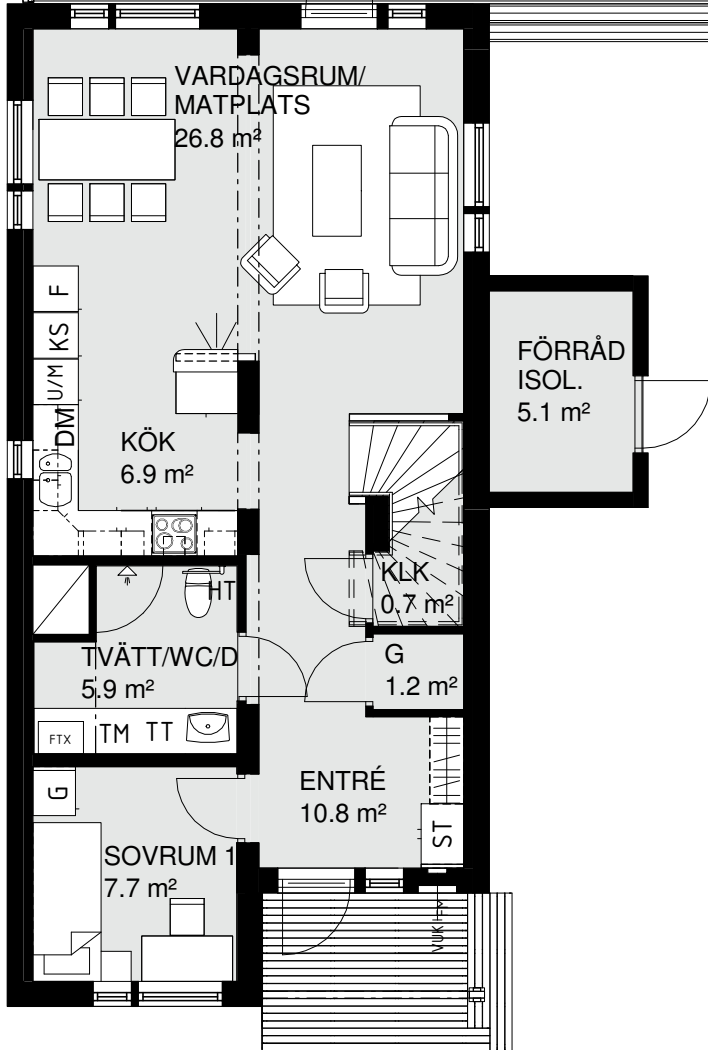 VARDAGSRUM/
MATPLATS
26.8 m²
F
KS
U/M
DM
KÖK
6.9 m²
FÖRRÅD
ISOL.
5.1 m²
KLK
0.7 m²
HT
TVÄTT/WC/D
5.9 m²
G
1.2 m²
FTX
TM TT
G
ENTRÉ
10.8 m²
ST
SOVRUM 1
7.7 m²